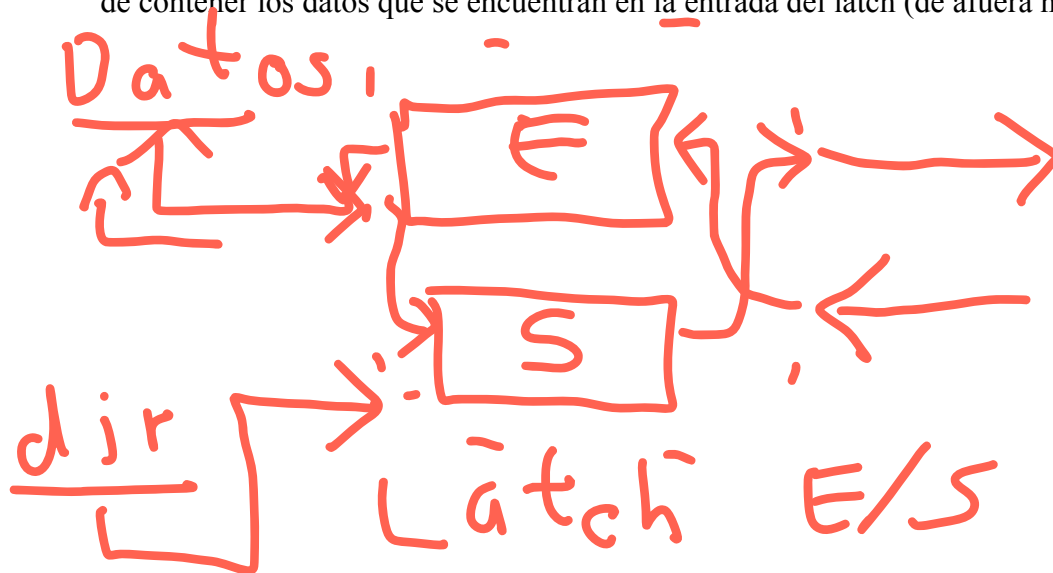 de contener los datos que se encuentran en la entrada del latch (de afuera h
Datos
E
S
dir
Latch E/S